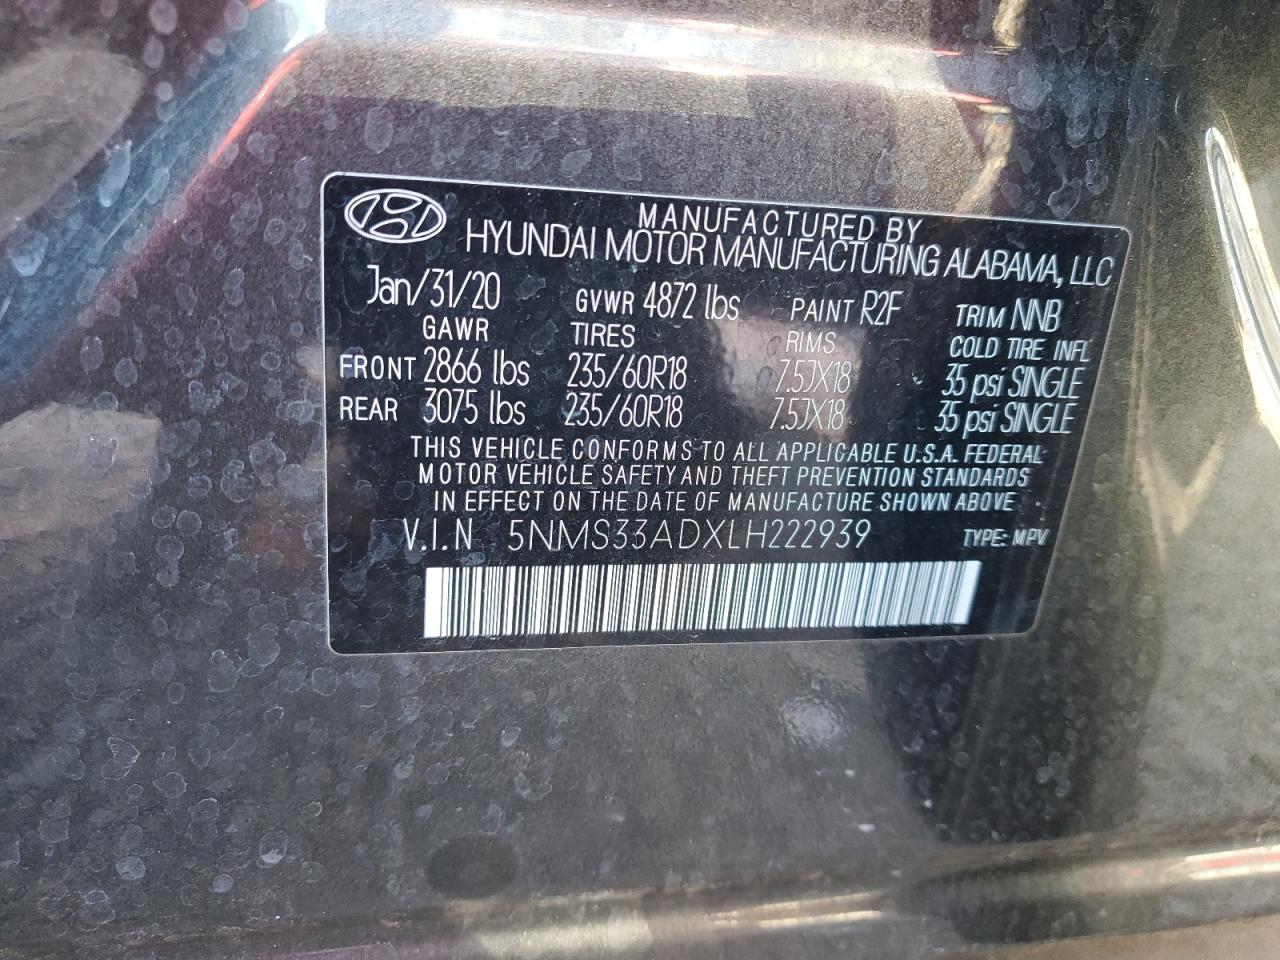 MANUFACTURED BY
HYUNDAI MOTOR MANUFACTURING ALABAMA, LLC
Jan/31/20 GVWR 4872 lbs PAINT R2F TRIM NNB
GAWR TIRES RIMS COLD TIRE INFL
FRONT 2866 lbs 235/60R18 7.5JX18 35 psi SINGLE
REAR 3075 lbs 235/60R18 7.5JX18 35 psi SINGLE
THIS VEHICLE CONFORMS TO ALL APPLICABLE U.S.A. FEDERAL
MOTOR VEHICLE SAFETY AND THEFT PREVENTION STANDARDS
IN EFFECT ON THE DATE OF MANUFACTURE SHOWN ABOVE
V.I.N 5NMS33ADXLH222939 TYPE: MPV